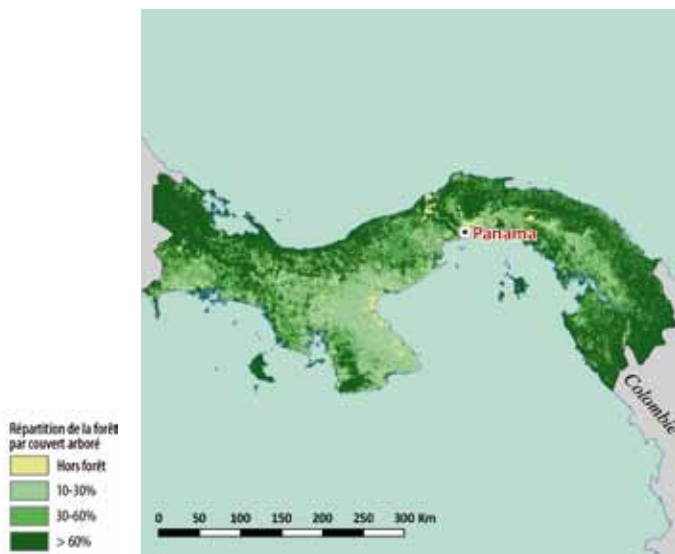 Panama
Colombie
Répartition de la forêt
par couvert arboré
Hors forêt
10-30%
30-60%
> 60%
0 50 100 150 200 250 300 Km